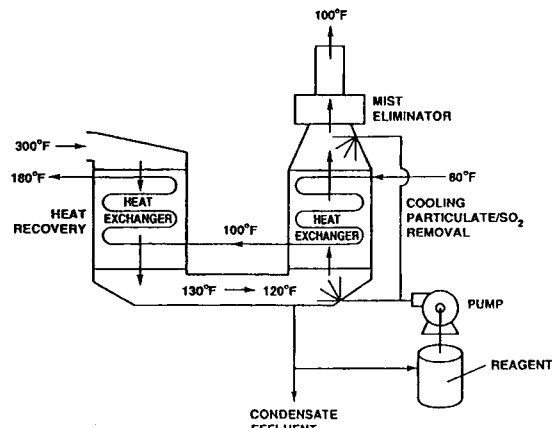 100°F
MIST
ELIMINATOR
300°F
180°F
60°F
HEAT
EXCHANGER
HEAT
RECOVERY
100°F
HEAT
EXCHANGER
COOLING
PARTICULATE/SO₂
REMOVAL
130°F
120°F
PUMP
REAGENT
CONDENSATE